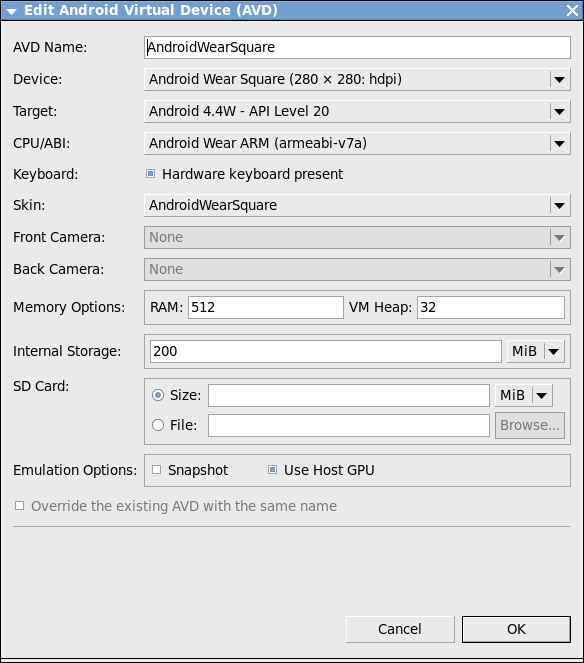 Edit Android Virtual Device (AVD)
AVD Name: AndroidWearSquare
Device: Android Wear Square (280 × 280: hdpi)
Target: Android 4.4W - API Level 20
CPU/ABI: Android Wear ARM (armeabi-v7a)
Keyboard: Hardware keyboard present
Skin: AndroidWearSquare
Front Camera: None
Back Camera: None
Memory Options: RAM: 512 VM Heap: 32
Internal Storage: 200 MiB
SD Card:
Size: MiB
File: Browse...
Emulation Options: Snapshot Use Host GPU
Override the existing AVD with the same name
Cancel OK